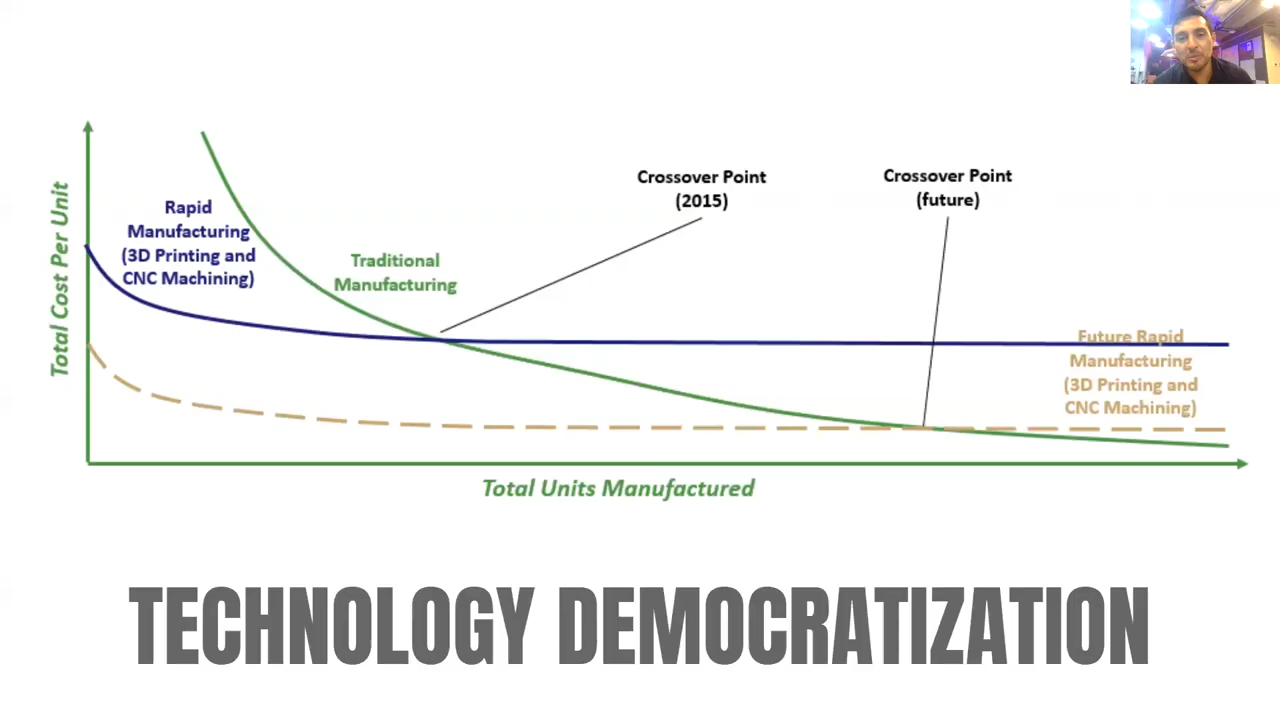 Crossover Point
(2015)
Crossover Point
(future)
Total Cost Per Unit
Rapid
Manufacturing
(3D Printing and
CNC Machining)
Traditional
Manufacturing
Future Rapid
Manufacturing
(3D Printing and
CNC Machining)
Total Units Manufactured
TECHNOLOGY DEMOCRATIZATION